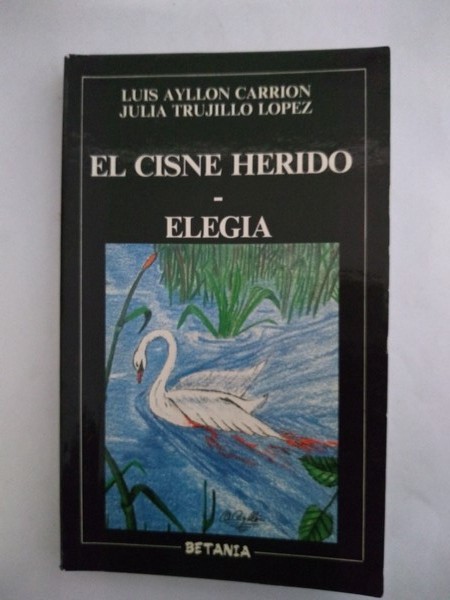 LUIS AYLLON CARRION
JULIA TRUJILLO LOPEZ
EL CISNE HERIDO
-
ELEGIA
BETANIA